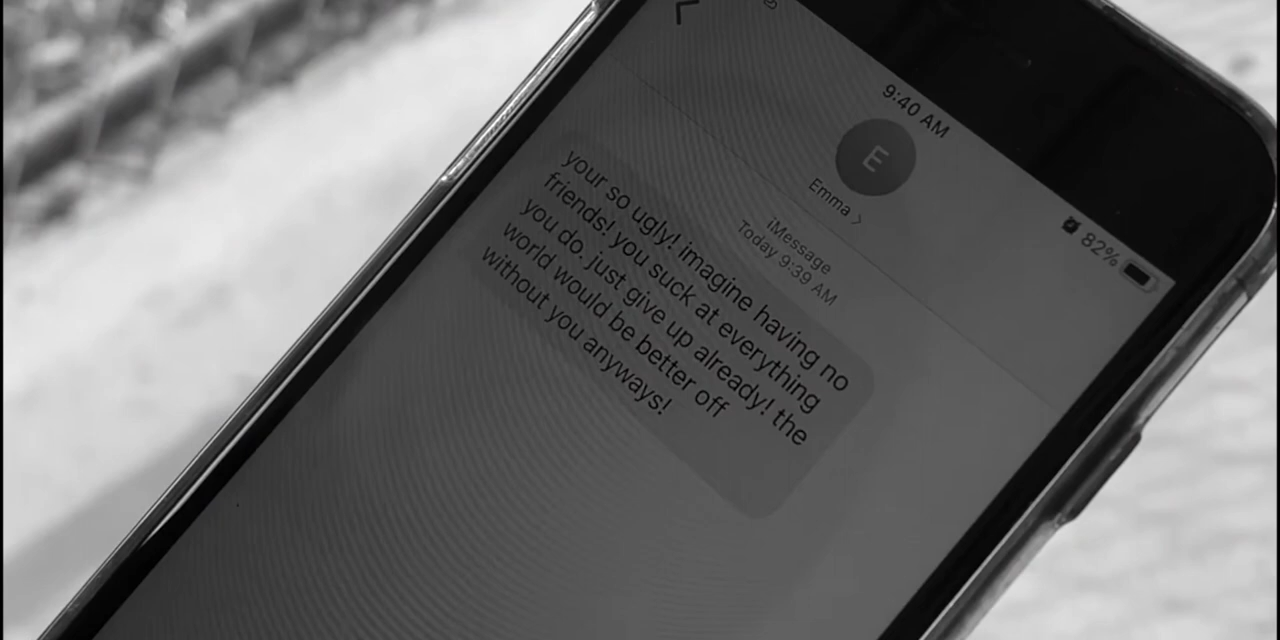 9:40 AM
82%
E
Emma >
iMessage
Today 9:39 AM
your so ugly! imagine having no
friends! you suck at everything
you do. just give up already! the
world would be better off
without you anyways!